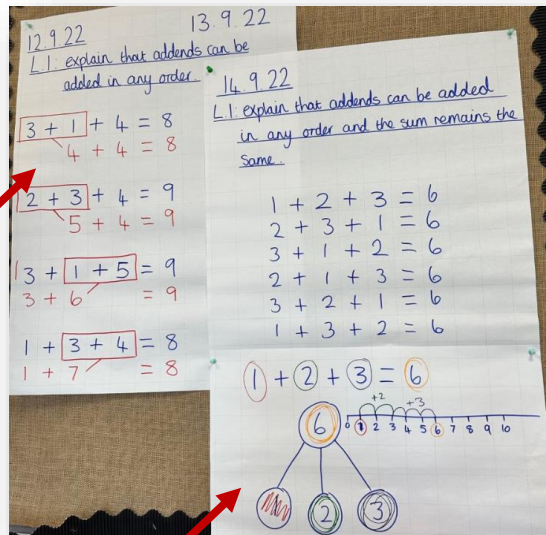 12.9.22 13.9.22
L.I: explain that addends can be
added in any order.
3 + 1 + 4 = 8
4 + 4 = 8
2 + 3 + 4 = 9
5 + 4 = 9
3 + 1 + 5 = 9
3 + 6 = 9
1 + 3 + 4 = 8
1 + 7 = 8
14.9.22
L.I: explain that addends can be added
in any order and the sum remains the
same.
1 + 2 + 3 = 6
2 + 3 + 1 = 6
3 + 1 + 2 = 6
2 + 1 + 3 = 6
3 + 2 + 1 = 6
1 + 3 + 2 = 6
1 + 2 + 3 = 6
+2 +3
0 1 2 3 4 5 6 7 8 9 10
6
2 3